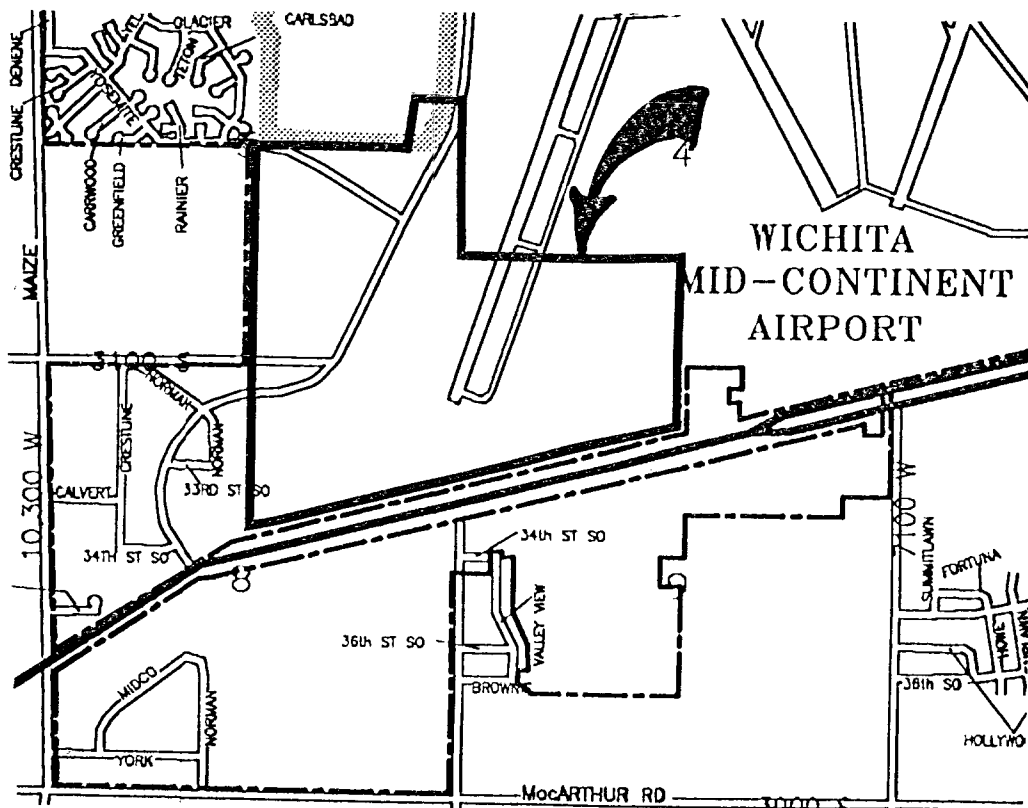 GLACIER
CARLSBAD
TETON
YOSEMITE
CRESTLINE
DENENE
CARRWOOD
GREENFIELD
RAINIER
MAIZE
4
WICHITA
MID-CONTINENT
AIRPORT
NORMAN
CRESTLINE
NORMAN
33RD ST SO
CALVERT
34TH ST SO
10 300 W
34th ST SO
VALLEY VIEW
36th ST SO
SUMMITLAWN
FORTUNA
HOWE
36th SO
MIDCO
NORMAN
YORK
MacARTHUR RD